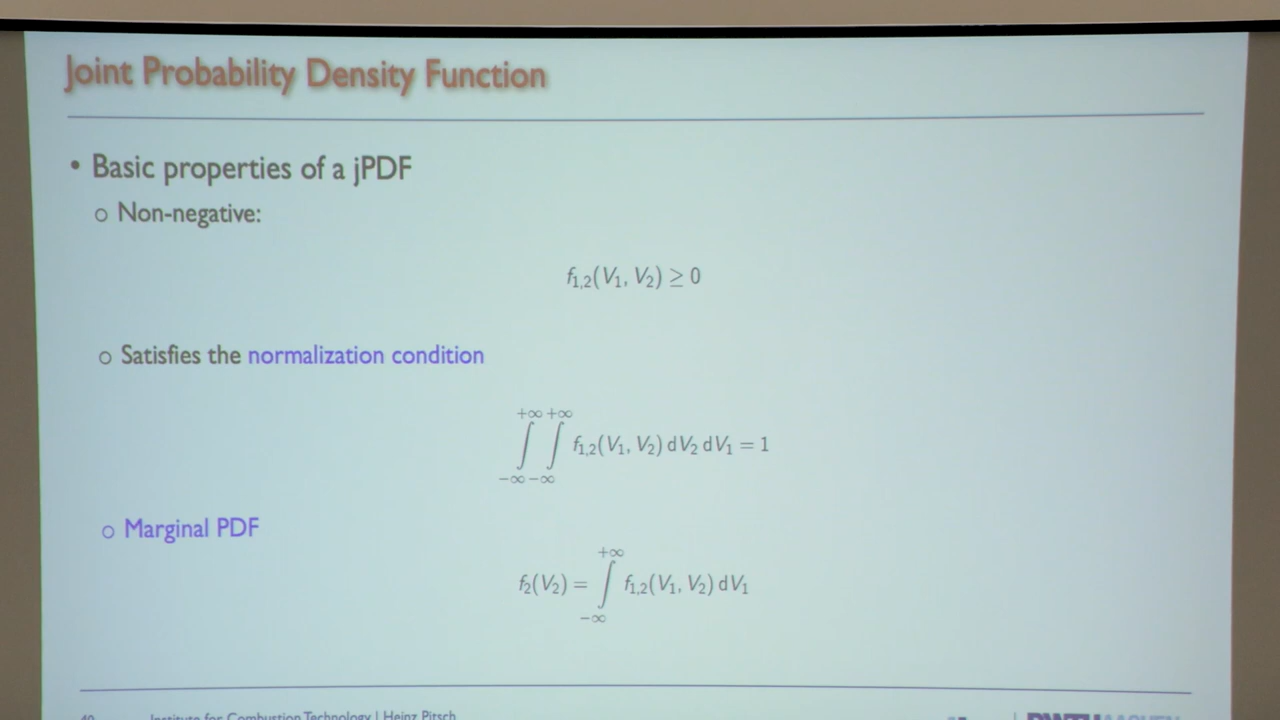 Joint Probability Density Function
• Basic properties of a jPDF
o Non-negative:
f₁,₂(V₁, V₂) ≥ 0
o Satisfies the normalization condition
+∞ +∞
∫ ∫ f₁,₂(V₁, V₂) dV₂ dV₁ = 1
−∞ −∞
o Marginal PDF
+∞
f₂(V₂) = ∫ f₁,₂(V₁, V₂) dV₁
−∞
Institute for Combustion Technology | Heinz Pitsch